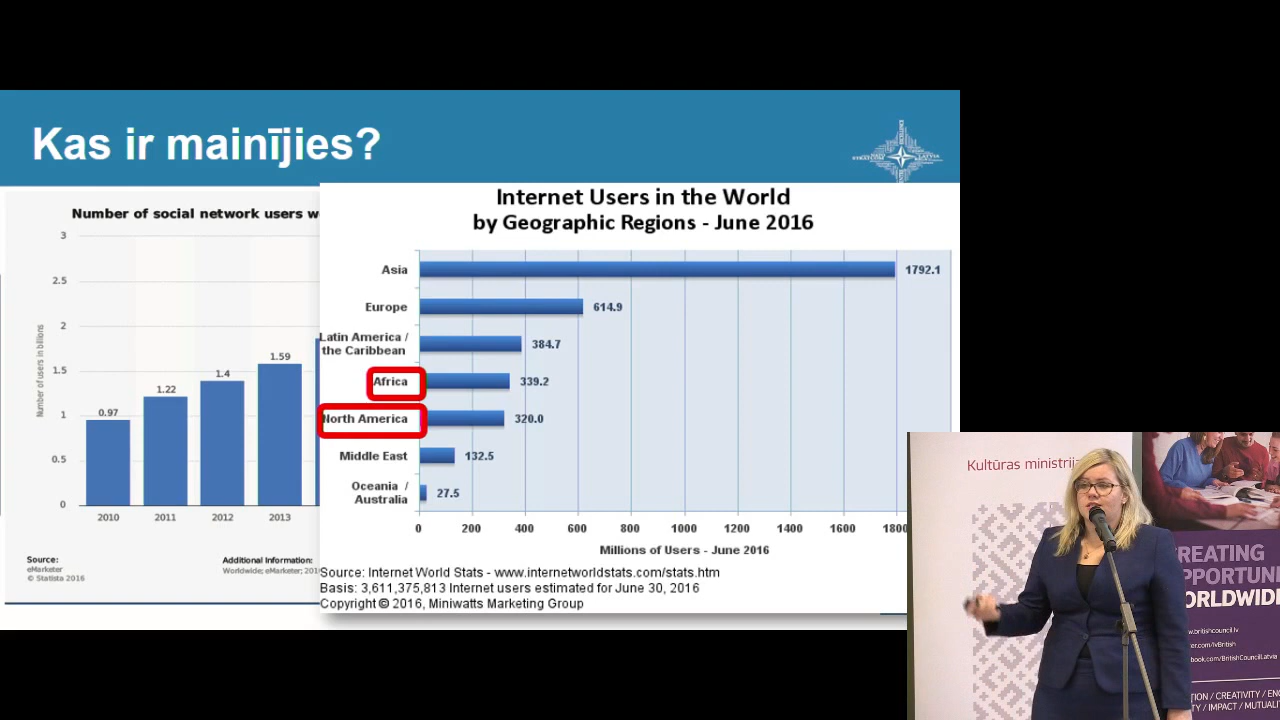 Kas ir mainījies?
STRATCOM
LATVIA
EXCELLENCE
Number of social network users w
3
2.5
2
1.5
1
0.5
0
Number of users in billions
0.97
1.22
1.4
1.59
2010
2011
2012
2013
Source:
eMarketer
© Statista 2016
Additional Information:
Worldwide; eMarketer; 201
Internet Users in the World
by Geographic Regions - June 2016
Asia
1792.1
Europe
614.9
Latin America /
the Caribbean
384.7
Africa
339.2
North America
320.0
Middle East
132.5
Oceania /
Australia
27.5
0 200 400 600 800 1000 1200 1400 1600 1800
Millions of Users - June 2016
Source: Internet World Stats - www.internetworldstats.com/stats.htm
Basis: 3,611,375,813 Internet users estimated for June 30, 2016
Copyright © 2016, Miniwatts Marketing Group
Kultūras ministrij
REATING
PPORTUN
ORLDWIDE
w.britishcouncil.lv
er.com/lvBritish
book.com/BritishCouncilLatvia
TION / CREATIVITY / EN
TY / IMPACT / MUTUALI